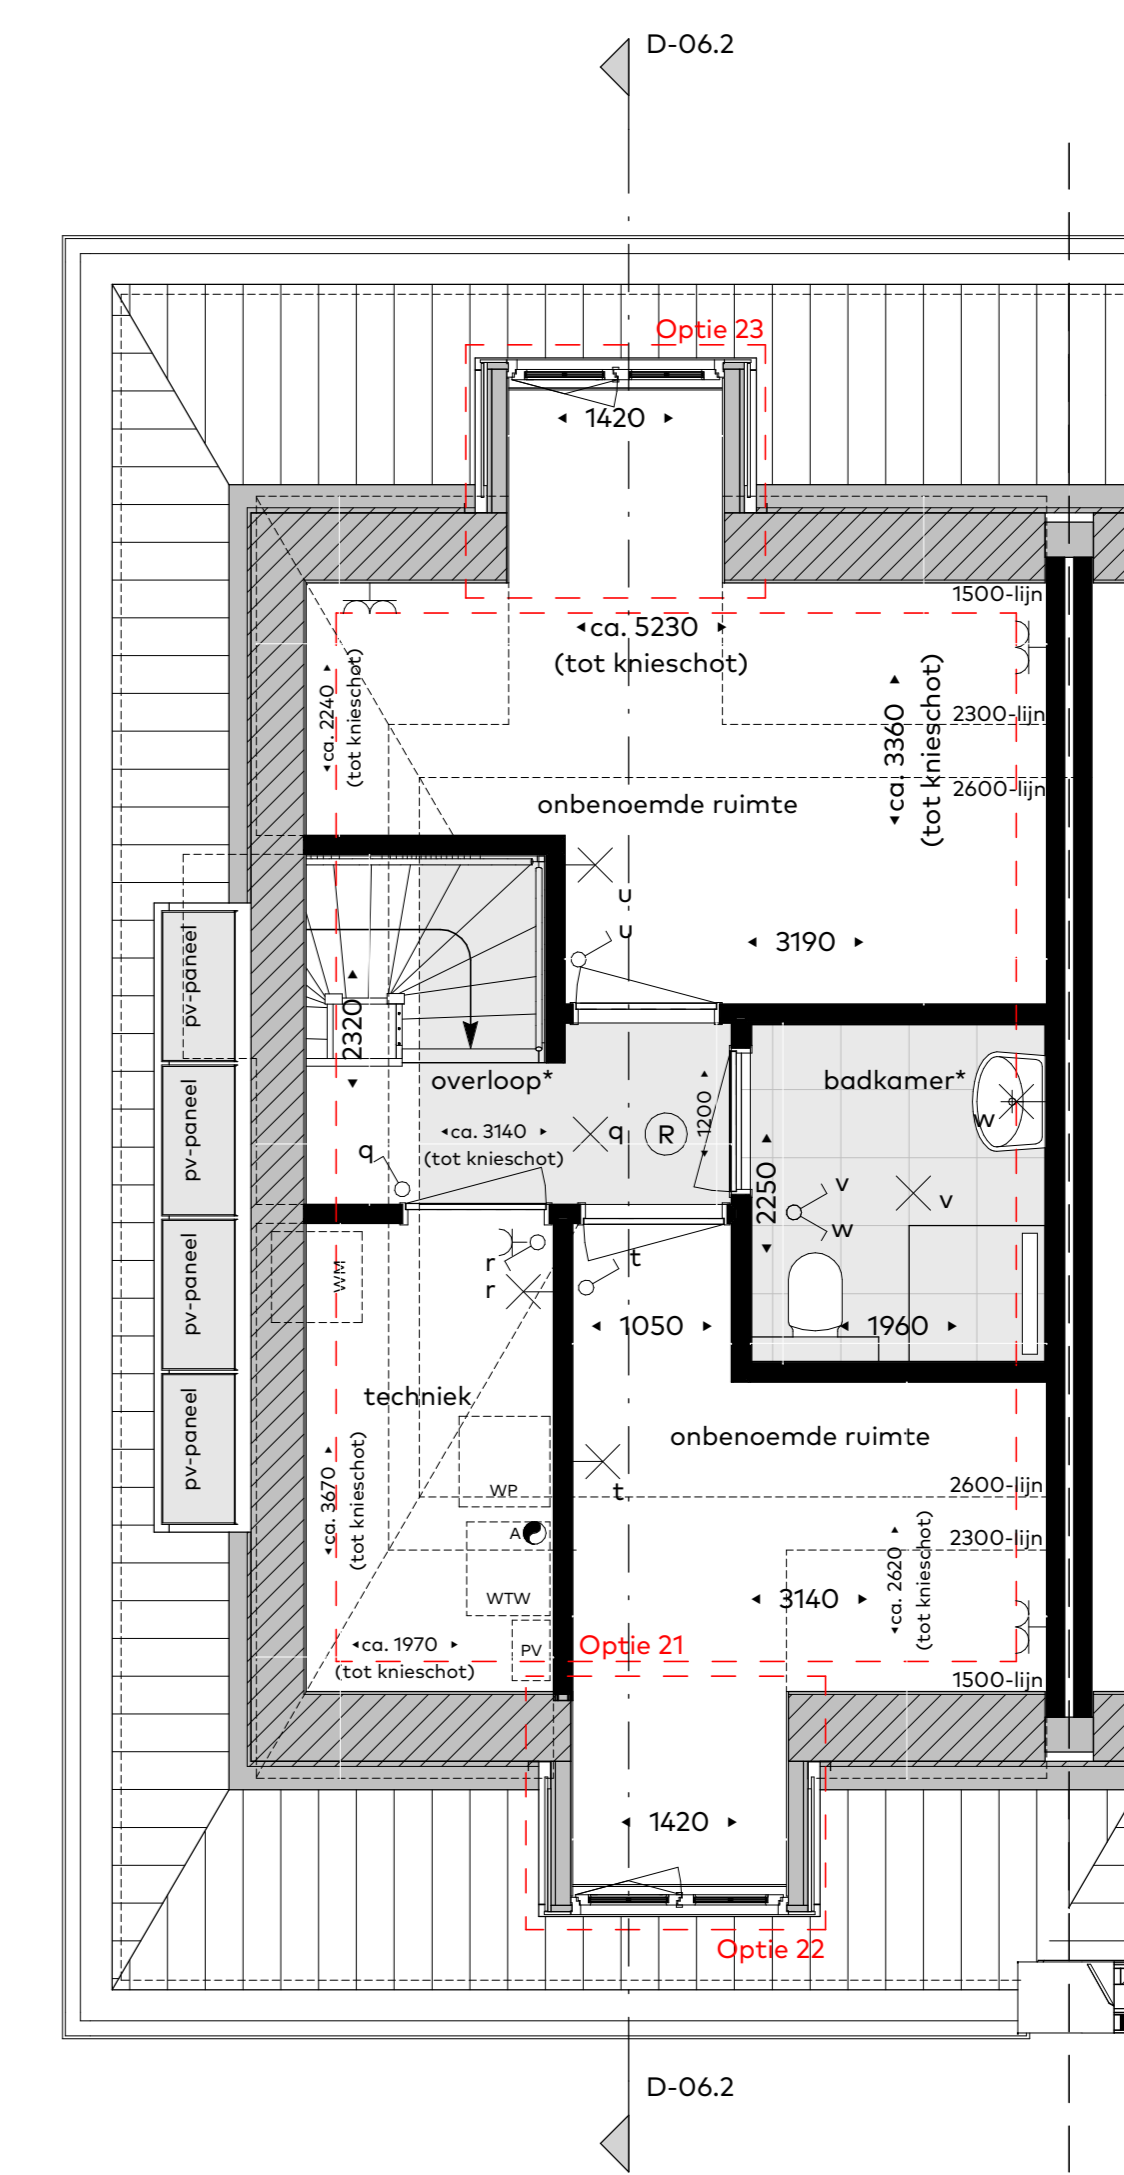 D-06.2
Optie 23
1420
1500-lijn
ca. 5230
(tot knieschot)
ca. 2240
(tot knieschot)
ca. 3360
(tot knieschot)
2300-lijn
2600-lijn
onbenoemde ruimte
u
u
3190
pv-paneel
2320
overloop*
badkamer*
ca. 3140
(tot knieschot)
q
R
1200
w
q
pv-paneel
2250
v
v
w
r
r
t
WM
pv-paneel
1050
1960
techniek
onbenoemde ruimte
pv-paneel
ca. 3670
(tot knieschot)
WP
t
2600-lijn
A
2300-lijn
ca. 2620
(tot knieschot)
WTW
3140
PV
ca. 1970
(tot knieschot)
Optie 21
1500-lijn
1420
Optie 22
D-06.2